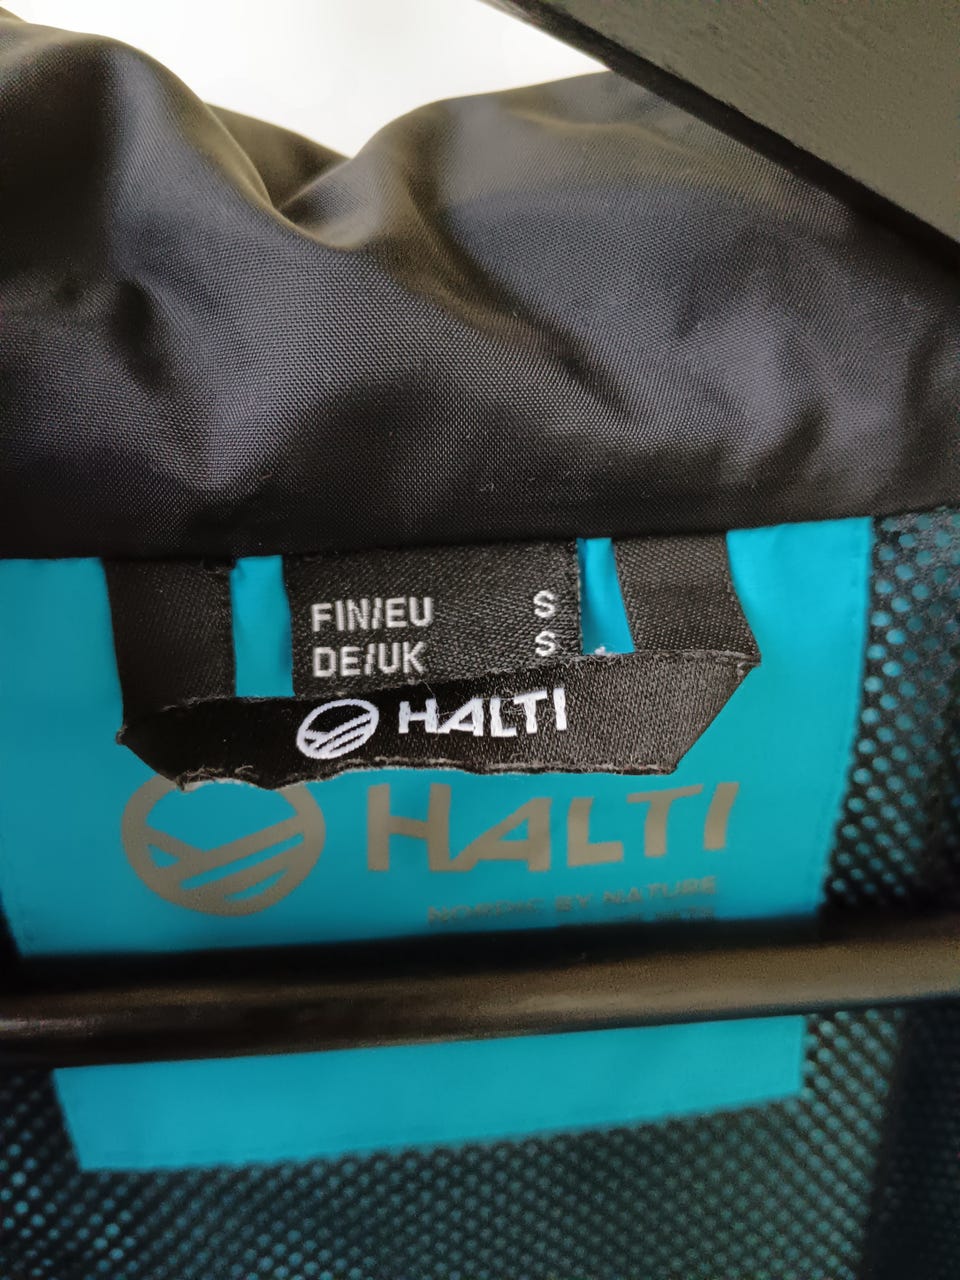 FIN/EU S
DE/UK S
HALTI
HALTI
NORDIC BY NATURE